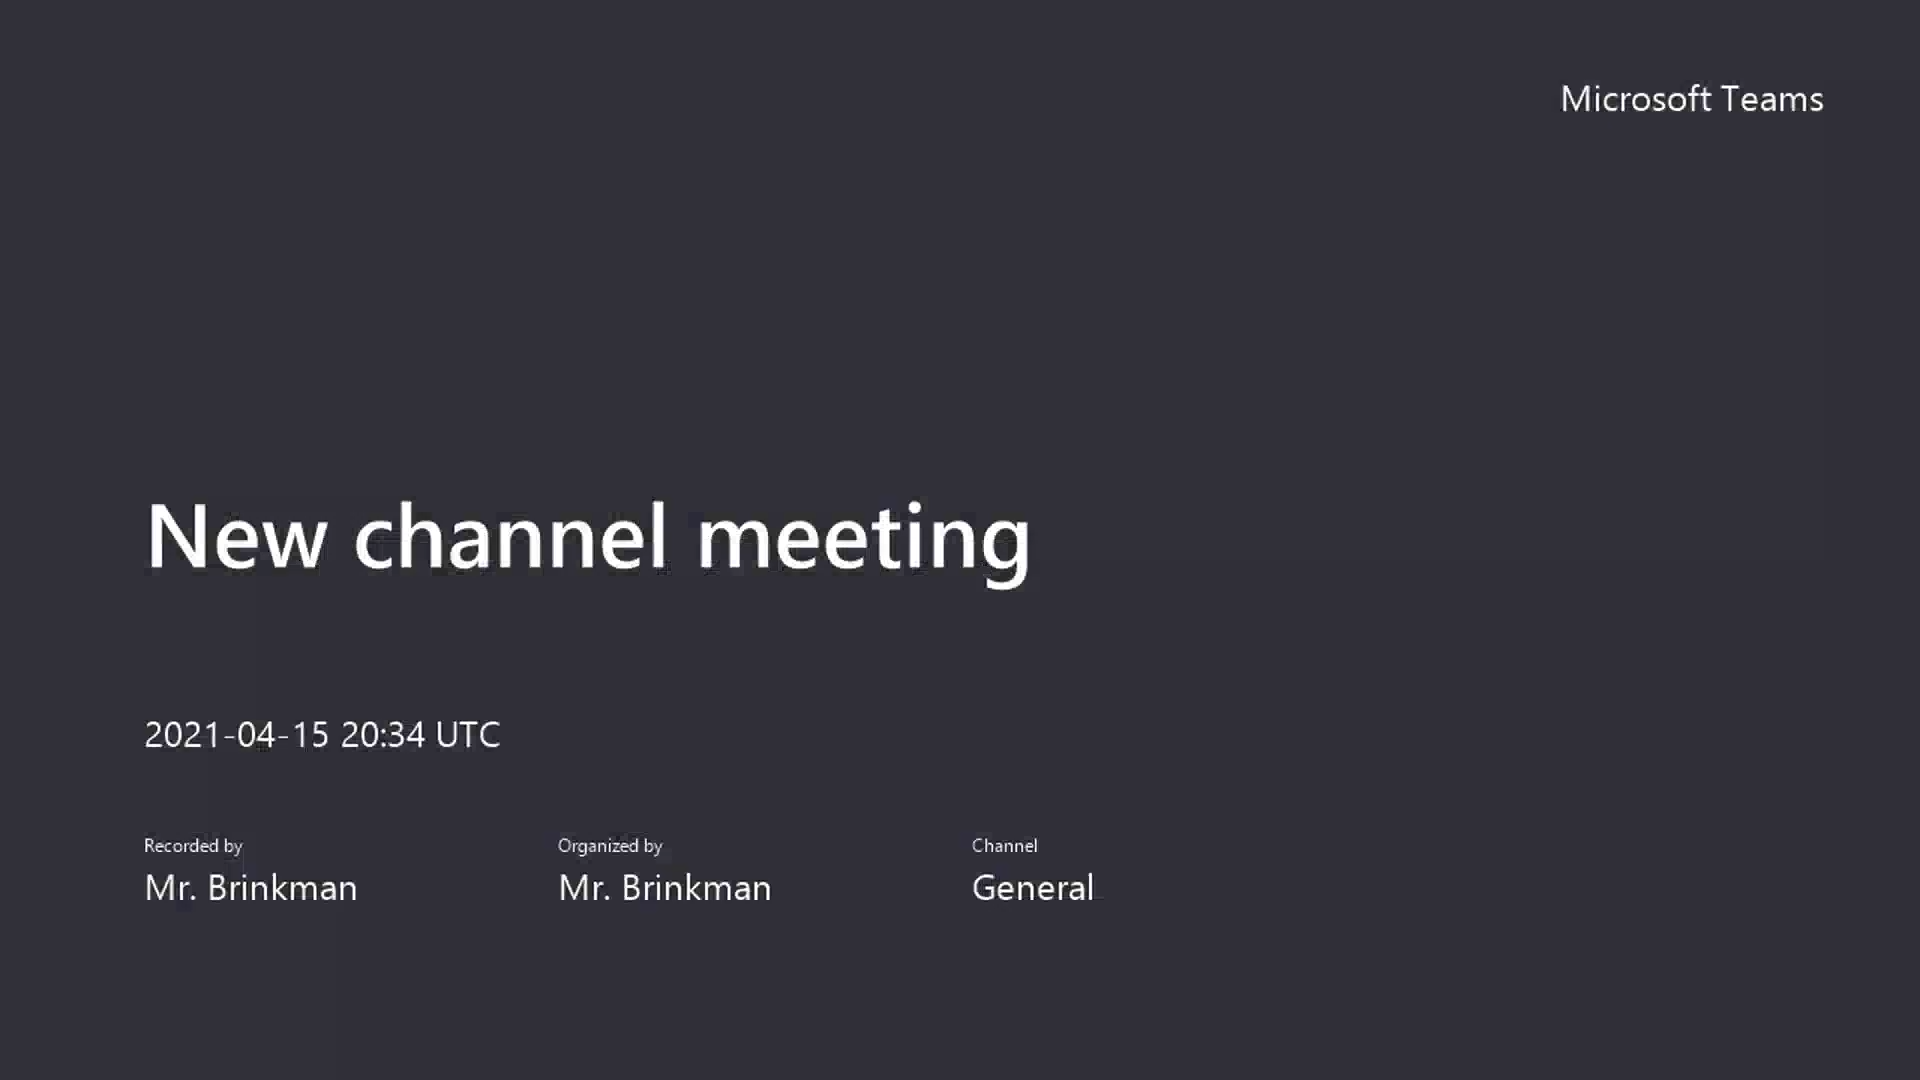 Microsoft Teams
New channel meeting
2021-04-15 20:34 UTC
Recorded by
Mr. Brinkman
Organized by
Mr. Brinkman
Channel
General